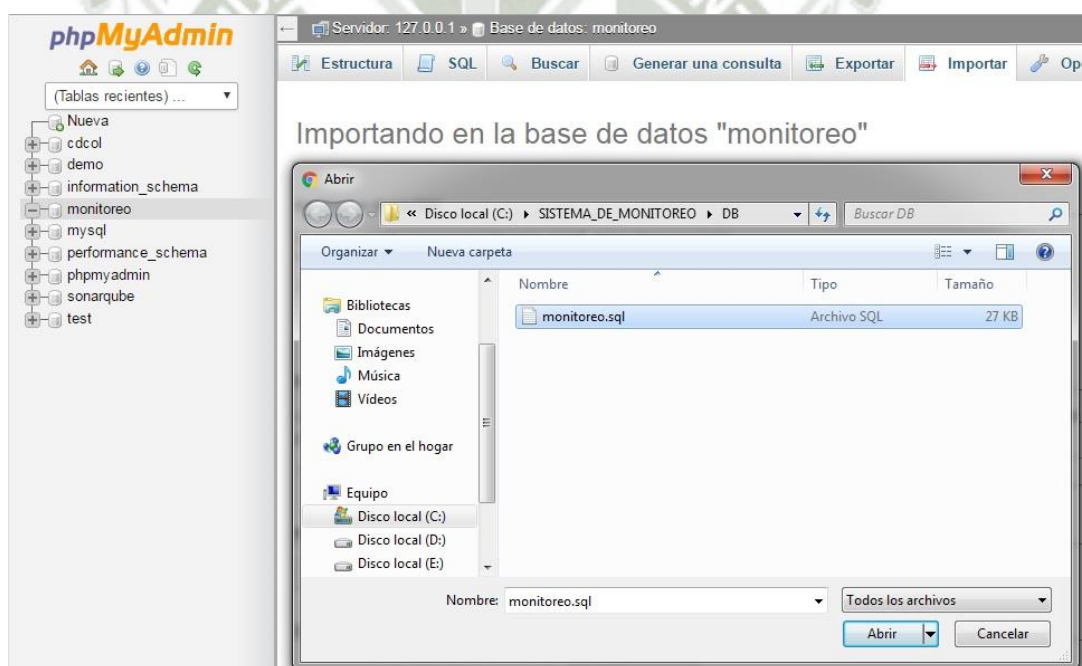 phpMyAdmin
(Tablas recientes) ...
Nueva
cdcol
demo
information_schema
monitoreo
mysql
performance_schema
phpmyadmin
sonarqube
test
Servidor: 127.0.0.1 » Base de datos: monitoreo
Estructura SQL Buscar Generar una consulta Exportar Importar Op
Importando en la base de datos "monitoreo"
Abrir
« Disco local (C:) ▸ SISTEMA_DE_MONITOREO ▸ DB Buscar DB
Organizar Nueva carpeta
Nombre Tipo Tamaño
monitoreo.sql Archivo SQL 27 KB
Bibliotecas
Documentos
Imágenes
Música
Vídeos
Grupo en el hogar
Equipo
Disco local (C:)
Disco local (D:)
Disco local (E:)
Nombre: monitoreo.sql Todos los archivos
Abrir Cancelar